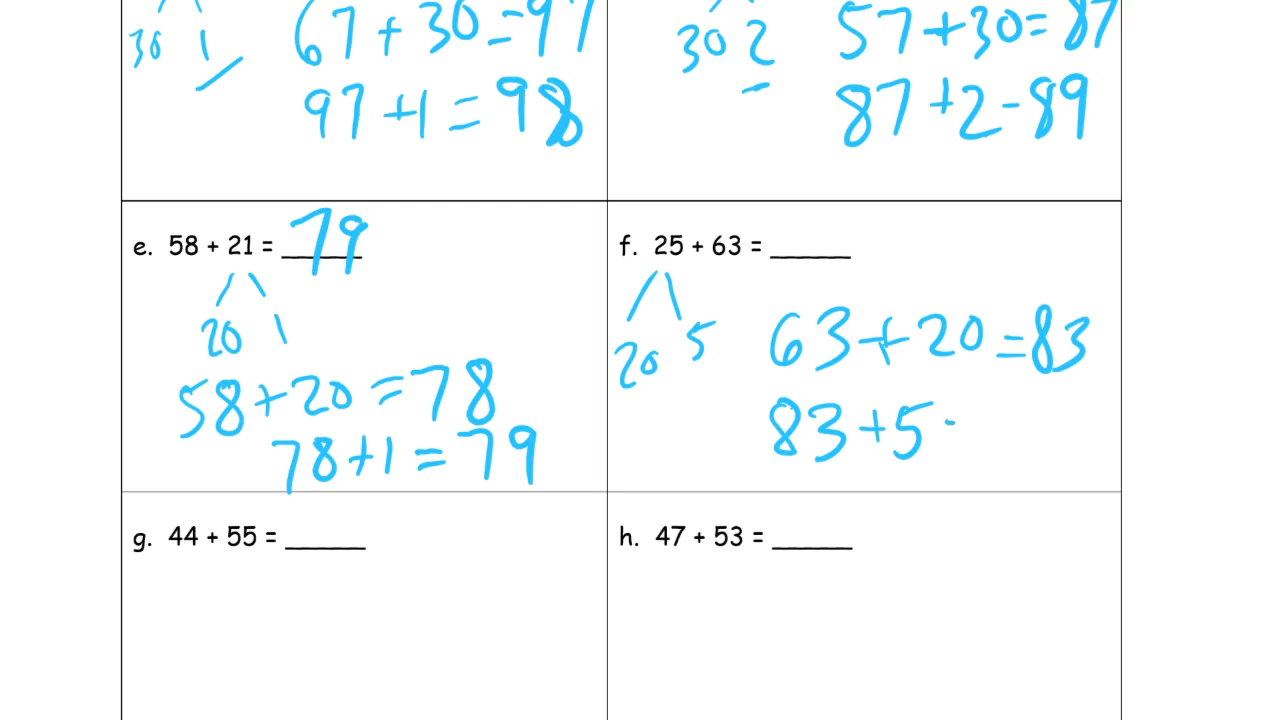 30 1 67 + 30 = 97
97 + 1 = 98
30 2 57 + 30 = 87
87 + 2 - 89
e. 58 + 21 = 79
20 1
58 + 20 = 78
78 + 1 = 79
f. 25 + 63 = ______
20 5 63 + 20 = 83
83 + 5 -
g. 44 + 55 = ______
h. 47 + 53 = ______